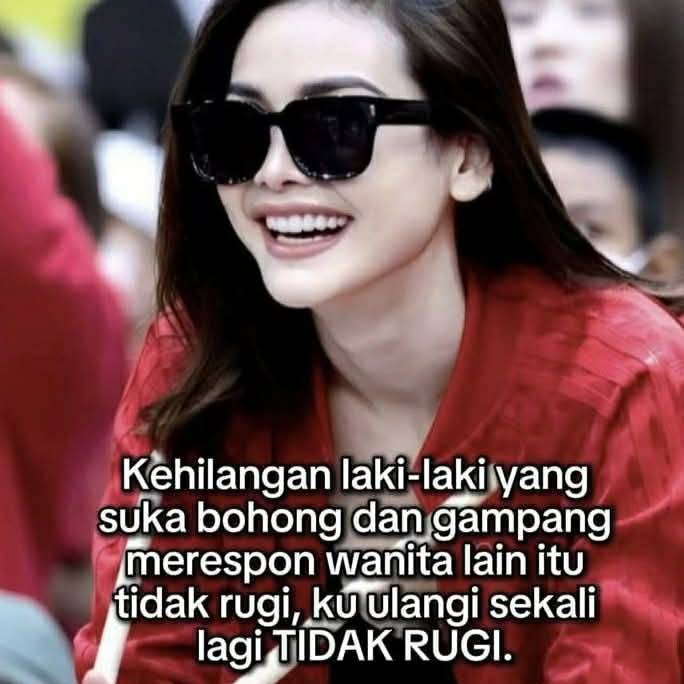 Kehilangan laki-laki yang
suka bohong dan gampang
merespon wanita lain itu
tidak rugi, ku ulangi sekali
lagi TIDAK RUGI.